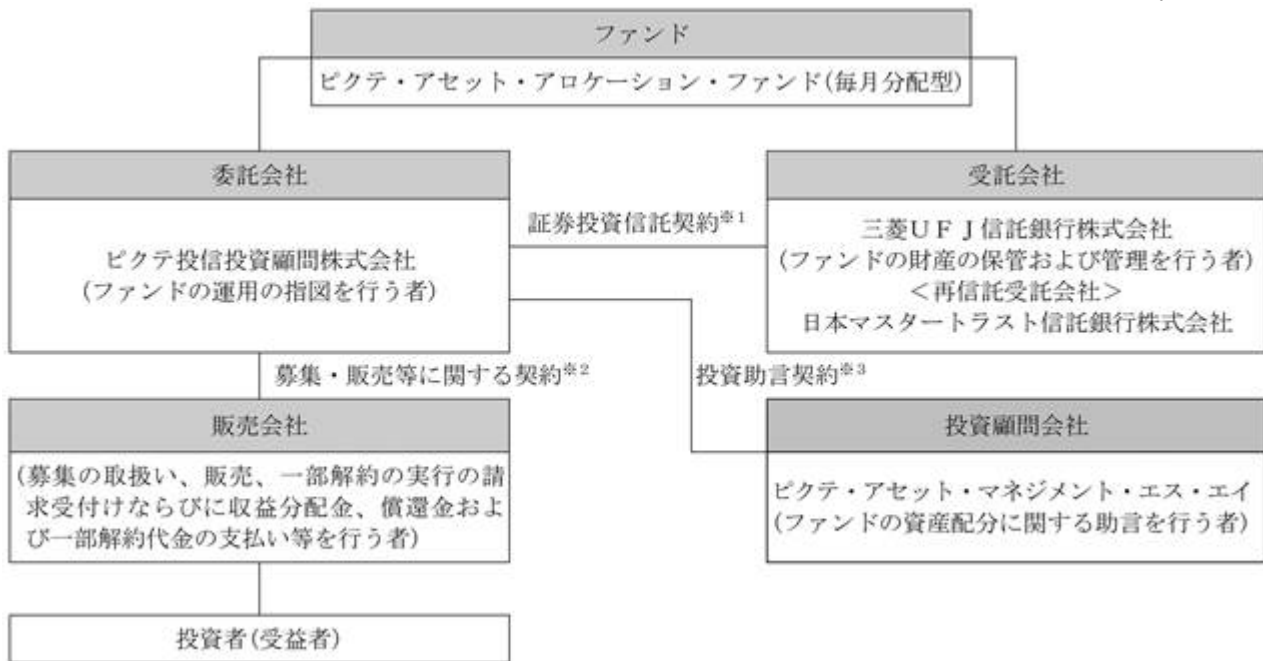 ファンド
ピクテ・アセット・アロケーション・ファンド(毎月分配型)
委託会社
ピクテ投信投資顧問株式会社
(ファンドの運用の指図を行う者)
証券投資信託契約※1
受託会社
三菱UFJ信託銀行株式会社
(ファンドの財産の保管および管理を行う者)
<再信託受託会社>
日本マスタートラスト信託銀行株式会社
募集・販売等に関する契約※2
投資助言契約※3
販売会社
(募集の取扱い、販売、一部解約の実行の請
求受付けならびに収益分配金、償還金およ
び一部解約代金の支払い等を行う者)
投資顧問会社
ピクテ・アセット・マネジメント・エス・エイ
(ファンドの資産配分に関する助言を行う者)
投資者(受益者)